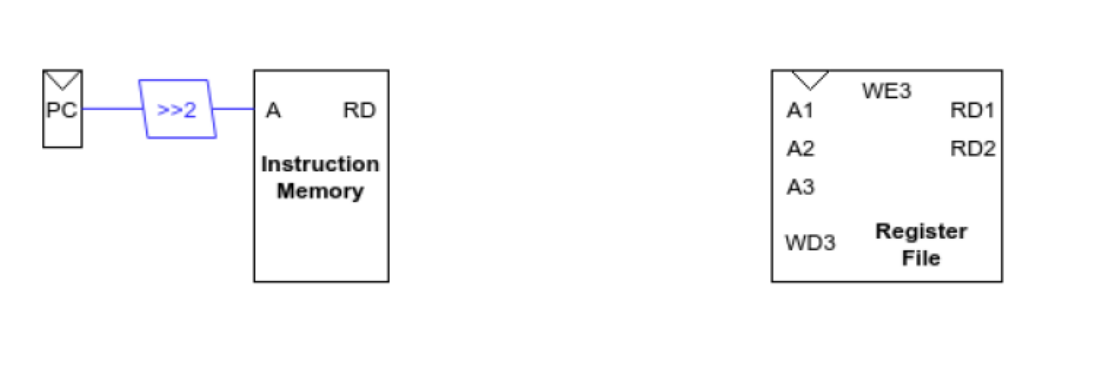 PC
>>2
A RD
Instruction
Memory
WE3
A1 RD1
A2 RD2
A3
WD3
Register
File